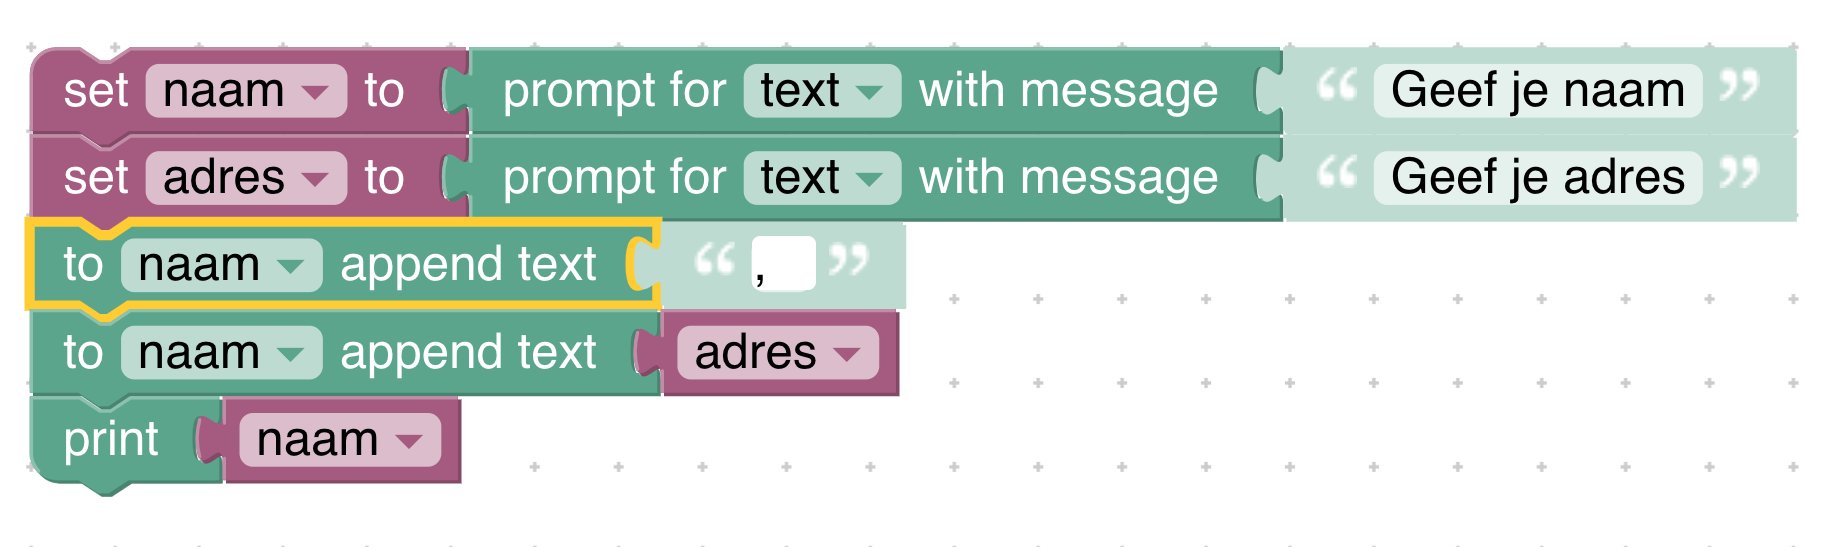 set naam to prompt for text with message “ Geef je naam ”
set adres to prompt for text with message “ Geef je adres ”
to naam append text “ , ”
to naam append text adres
print naam